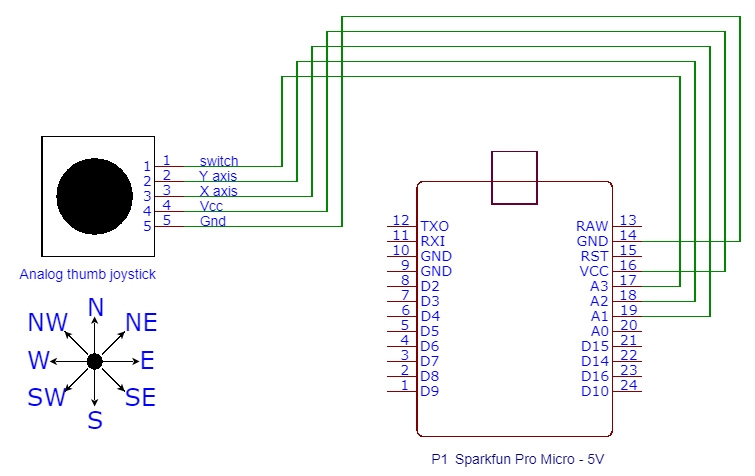 1 1 switch
2 2 Y axis
3 3 X axis
4 4 Vcc
5 5 Gnd
Analog thumb joystick
N
NW NE
W E
SW SE
S
12 TXO RAW 13
11 RXI GND 14
10 GND RST 15
9 GND VCC 16
8 D2 A3 17
7 D3 A2 18
6 D4 A1 19
5 D5 A0 20
4 D6 D15 21
3 D7 D14 22
2 D8 D16 23
1 D9 D10 24
P1 Sparkfun Pro Micro - 5V